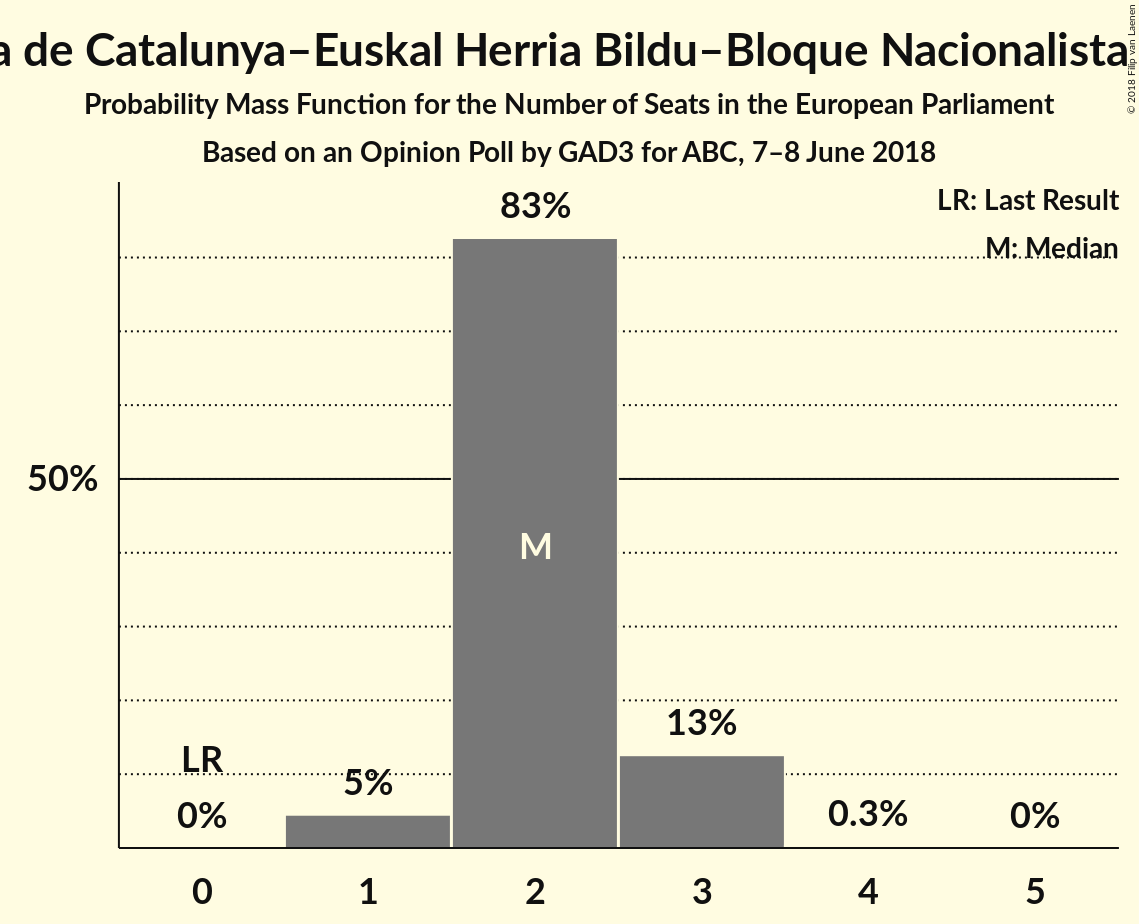 a de Catalunya–Euskal Herria Bildu–Bloque Nacionalista
© 2018 Filip van Laenen
Probability Mass Function for the Number of Seats in the European Parliament
Based on an Opinion Poll by GAD3 for ABC, 7–8 June 2018
LR: Last Result
M: Median
83%
50%
M
13%
LR
5%
0%
0.3%
0%
0 1 2 3 4 5